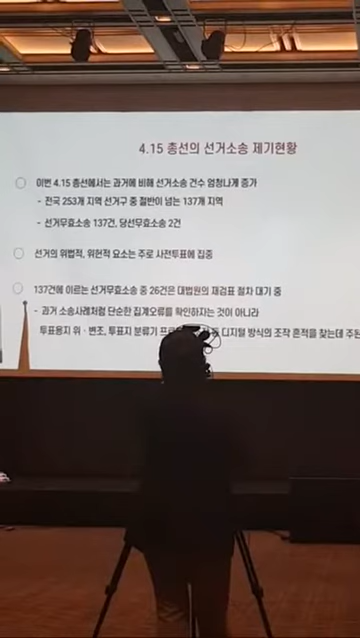 4.15 총선의 선거소송 제기현황
이번 4.15 총선에서는 과거에 비해 선거소송 건수 엄청나게 증가
- 전국 253개 지역 선거구 중 절반이 넘는 137개 지역
- 선거무효소송 137건, 당선무효소송 2건
선거의 위법적, 위헌적 요소는 주로 사전투표에 집중
137건에 이르는 선거무효소송 중 26건은 대법원의 재검표 절차 대기 중
- 과거 소송사례처럼 단순한 집계오류를 확인하자는 것이 아니라
투표용지 위ㆍ변조, 투표지 분류기 디지털 방식의 조작 흔적을 찾는데 주된